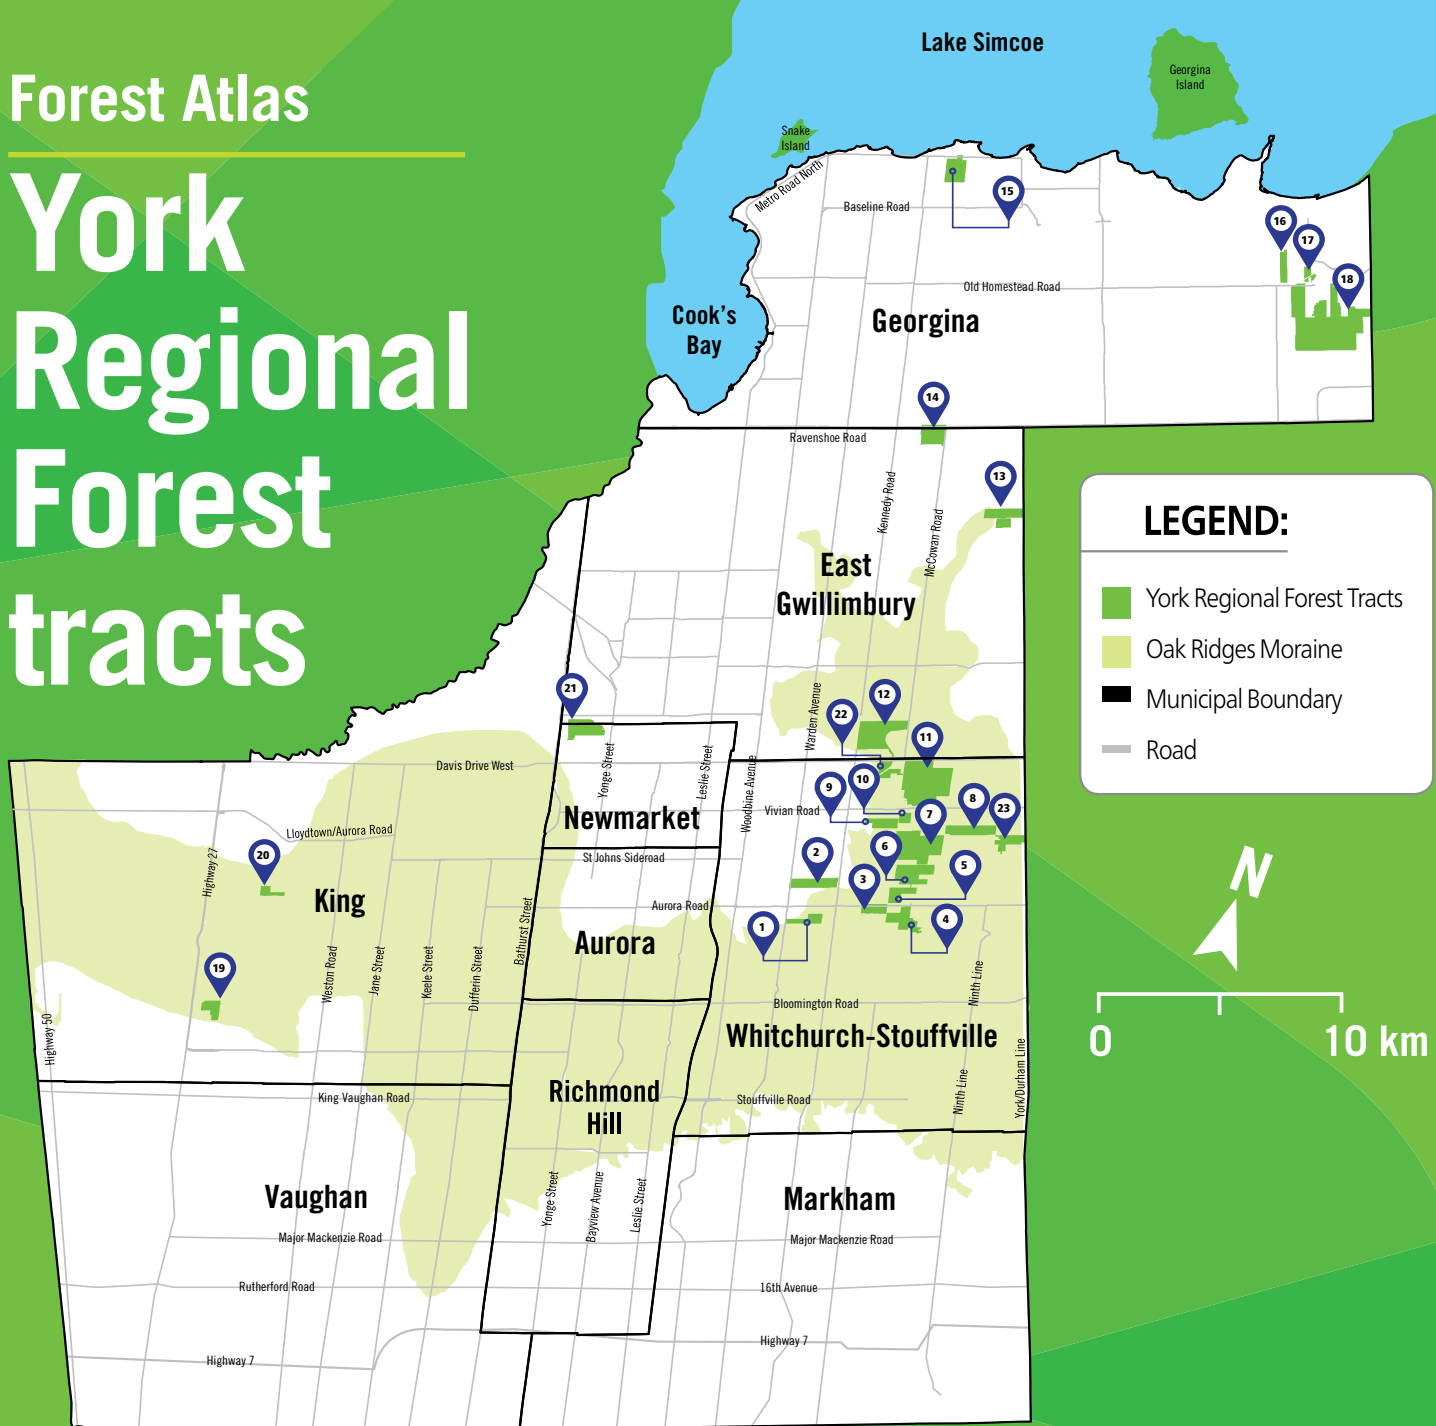 Forest Atlas
York
Regional
Forest
tracts
Lake Simcoe
Georgina
Island
Snake
Island
Metro Road North
15
Baseline Road
16
17
18
Old Homestead Road
Cook's
Bay
Georgina
14
Ravenshoe Road
13
Kennedy Road
McCowan Road
East
Gwillimbury
LEGEND:
York Regional Forest Tracts
Oak Ridges Moraine
Municipal Boundary
Road
21
12
22
11
Warden Avenue
Yonge Street
Leslie Street
Woodbine Avenue
Davis Drive West
9
10
8
23
7
Vivian Road
Newmarket
Lloydtown/Aurora Road
20
Highway 27
St Johns Sideroad
2
6
5
3
King
Aurora Road
1
4
Bathurst Street
Aurora
19
Weston Road
Jane Street
Keele Street
Dufferin Street
Ninth Line
Bloomington Road
Highway 50
Whitchurch-Stouffville
N
0
10 km
Richmond
Hill
King Vaughan Road
Stouffville Road
Ninth Line
York/Durham Line
Vaughan
Markham
Yonge Street
Bayview Avenue
Leslie Street
Major Mackenzie Road
Major Mackenzie Road
Rutherford Road
16th Avenue
Highway 7
Highway 7